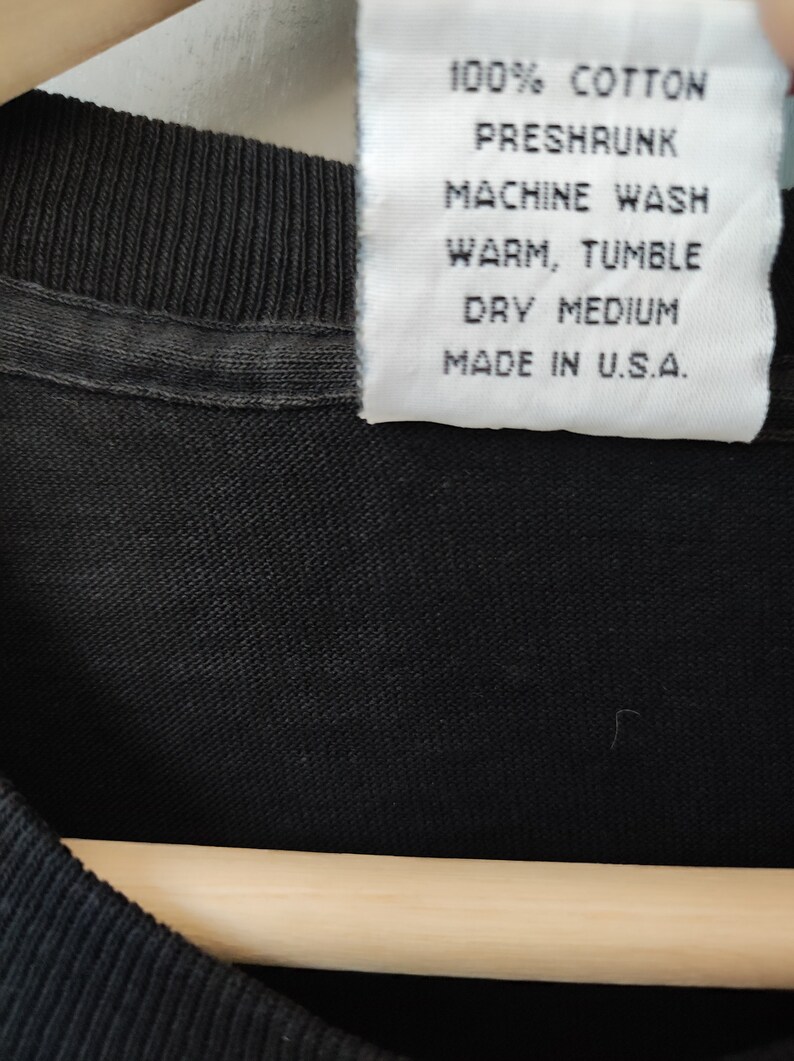 100% COTTON
PRESHRUNK
MACHINE WASH
WARM, TUMBLE
DRY MEDIUM
MADE IN U.S.A.